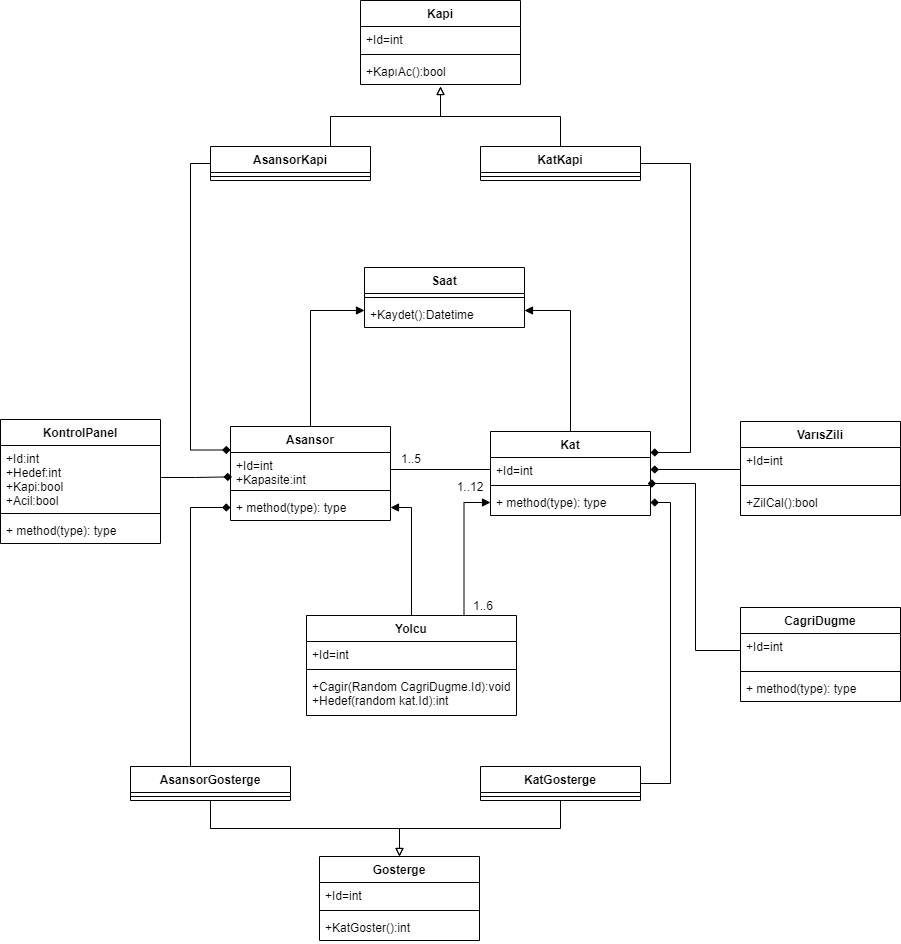 Kapi
+Id=int
+KapıAc():bool
AsansorKapi
KatKapi
Saat
+Kaydet():Datetime
KontrolPanel
+Id:int
+Hedef:int
+Kapi:bool
+Acil:bool
+ method(type): type
Asansor
+Id=int
+Kapasite:int
+ method(type): type
1..5
1..12
Kat
+Id=int
+ method(type): type
VarısZili
+Id=int
+ZilCal():bool
1..6
Yolcu
+Id=int
+Cagir(Random CagriDugme.Id):void
+Hedef(random kat.Id):int
CagriDugme
+Id=int
+ method(type): type
AsansorGosterge
KatGosterge
Gosterge
+Id=int
+KatGoster():int